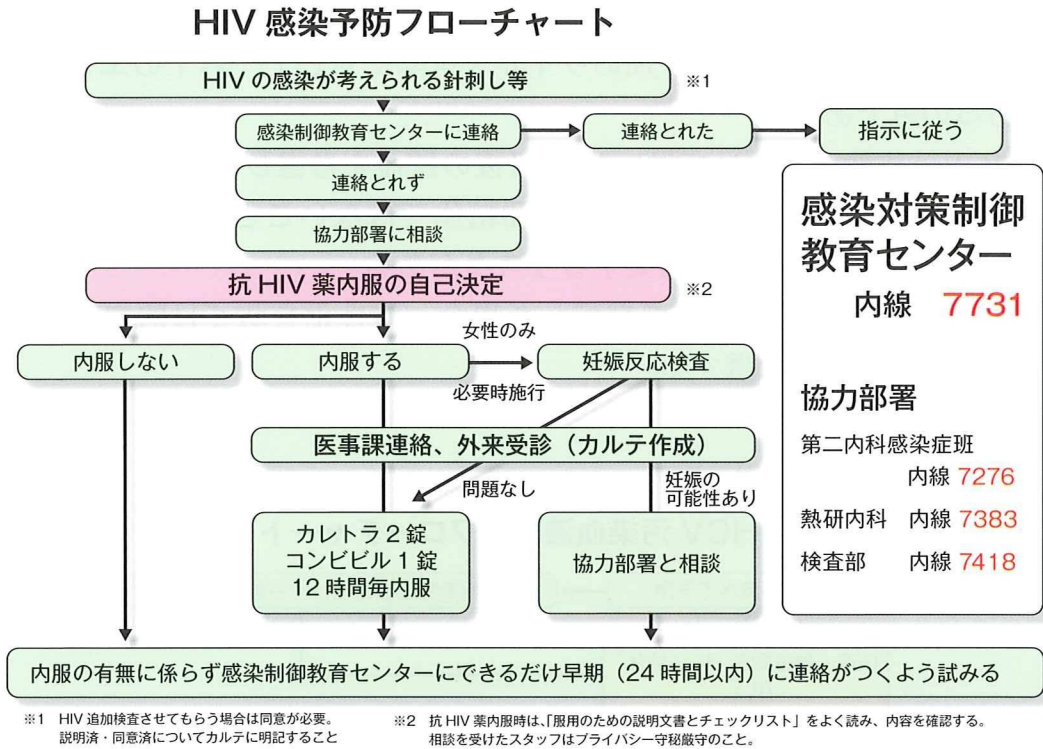 HIV 感染予防フローチャート
HIV の感染が考えられる針刺し等
※1
感染制御教育センターに連絡
連絡とれた
指示に従う
連絡とれず
協力部署に相談
抗 HIV 薬内服の自己決定
※2
女性のみ
内服しない
内服する
妊娠反応検査
必要時施行
医事課連絡、外来受診（カルテ作成）
問題なし
妊娠の
可能性あり
カレトラ 2 錠
コンビビル 1 錠
12 時間毎内服
協力部署と相談
内服の有無に係らず感染制御教育センターにできるだけ早期（24 時間以内）に連絡がつくよう試みる
感染対策制御
教育センター
内線 7731
協力部署
第二内科感染症班
内線 7276
熱研内科 内線 7383
検査部 内線 7418
※1 HIV 追加検査させてもらう場合は同意が必要。
説明済・同意済についてカルテに明記すること
※2 抗 HIV 薬内服時は、「服用のための説明文書とチェックリスト」をよく読み、内容を確認する。
相談を受けたスタッフはプライバシー守秘厳守のこと。